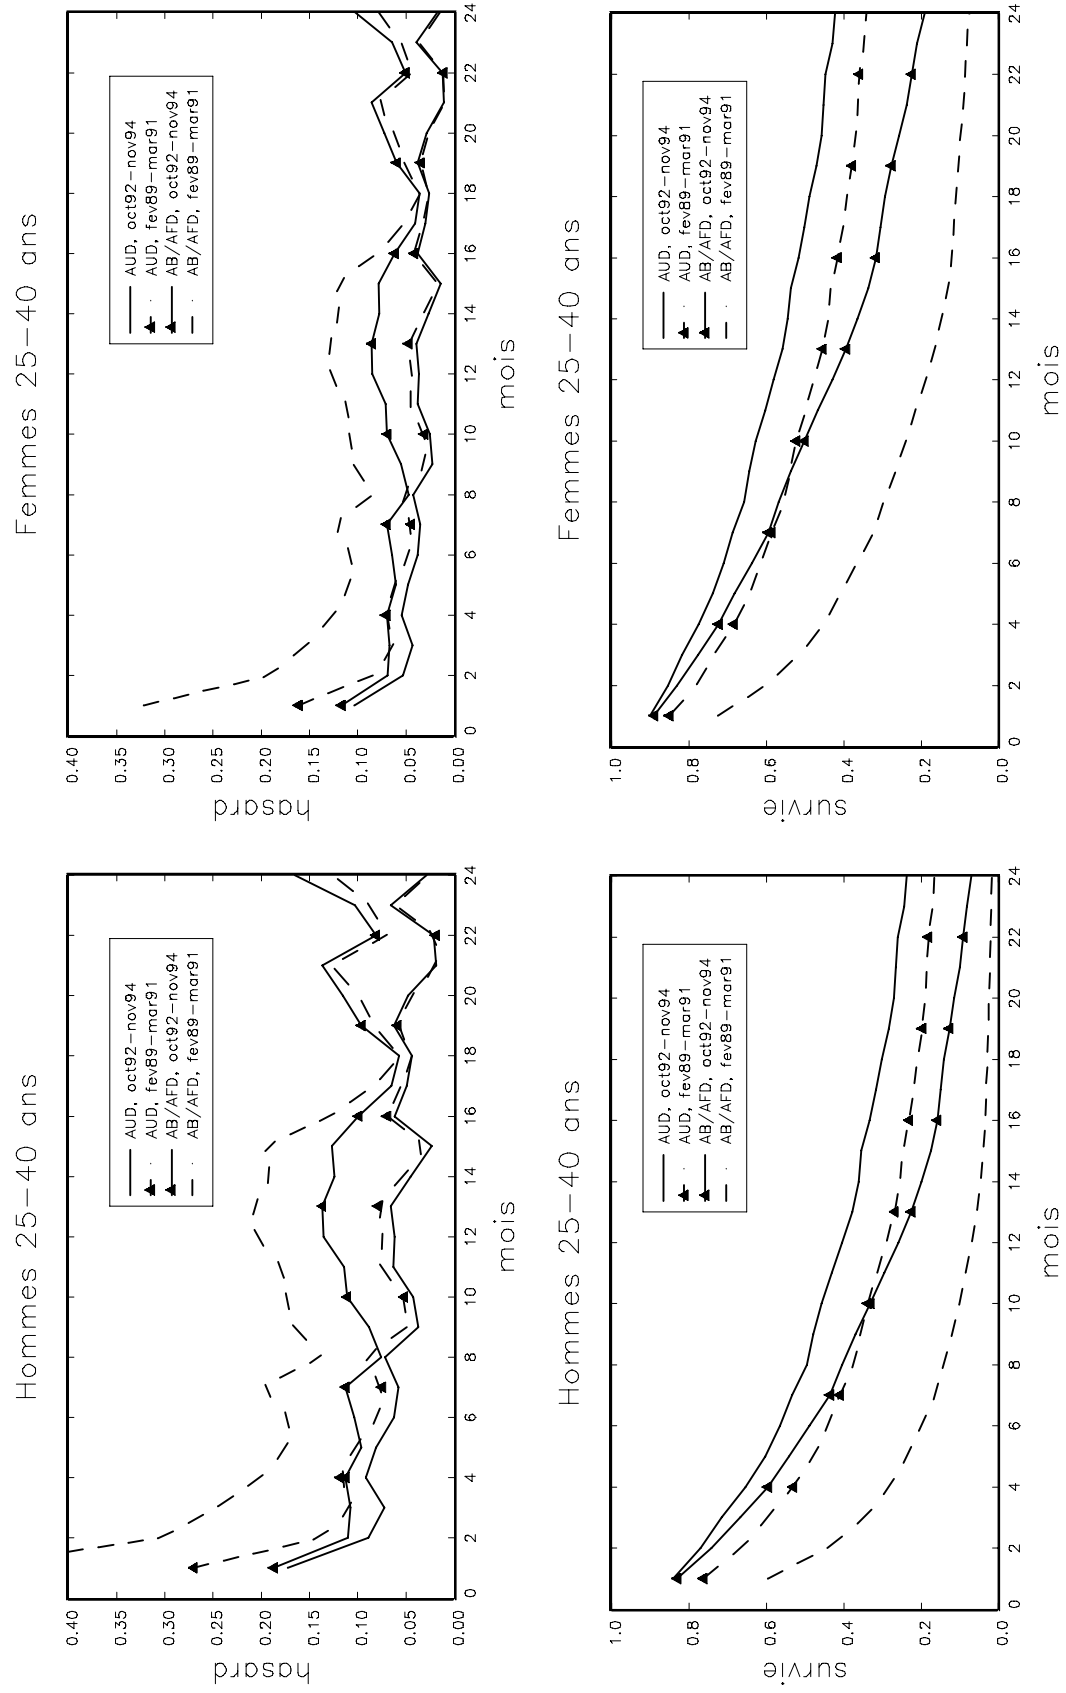 Hommes 25-40 ans
hasard
0.40
0.35
0.30
0.25
0.20
0.15
0.10
0.05
0.00
AUD, oct92-nov94
AUD, fev89-mar91
AB/AFD, oct92-nov94
AB/AFD, fev89-mar91
0 2 4 6 8 10 12 14 16 18 20 22 24
mois
Femmes 25-40 ans
hasard
0.40
0.35
0.30
0.25
0.20
0.15
0.10
0.05
0.00
AUD, oct92-nov94
AUD, fev89-mar91
AB/AFD, oct92-nov94
AB/AFD, fev89-mar91
0 2 4 6 8 10 12 14 16 18 20 22 24
mois
Hommes 25-40 ans
survie
1.0
0.8
0.6
0.4
0.2
0.0
AUD, oct92-nov94
AUD, fev89-mar91
AB/AFD, oct92-nov94
AB/AFD, fev89-mar91
0 2 4 6 8 10 12 14 16 18 20 22 24
mois
Femmes 25-40 ans
survie
1.0
0.8
0.6
0.4
0.2
0.0
AUD, oct92-nov94
AUD, fev89-mar91
AB/AFD, oct92-nov94
AB/AFD, fev89-mar91
0 2 4 6 8 10 12 14 16 18 20 22 24
mois